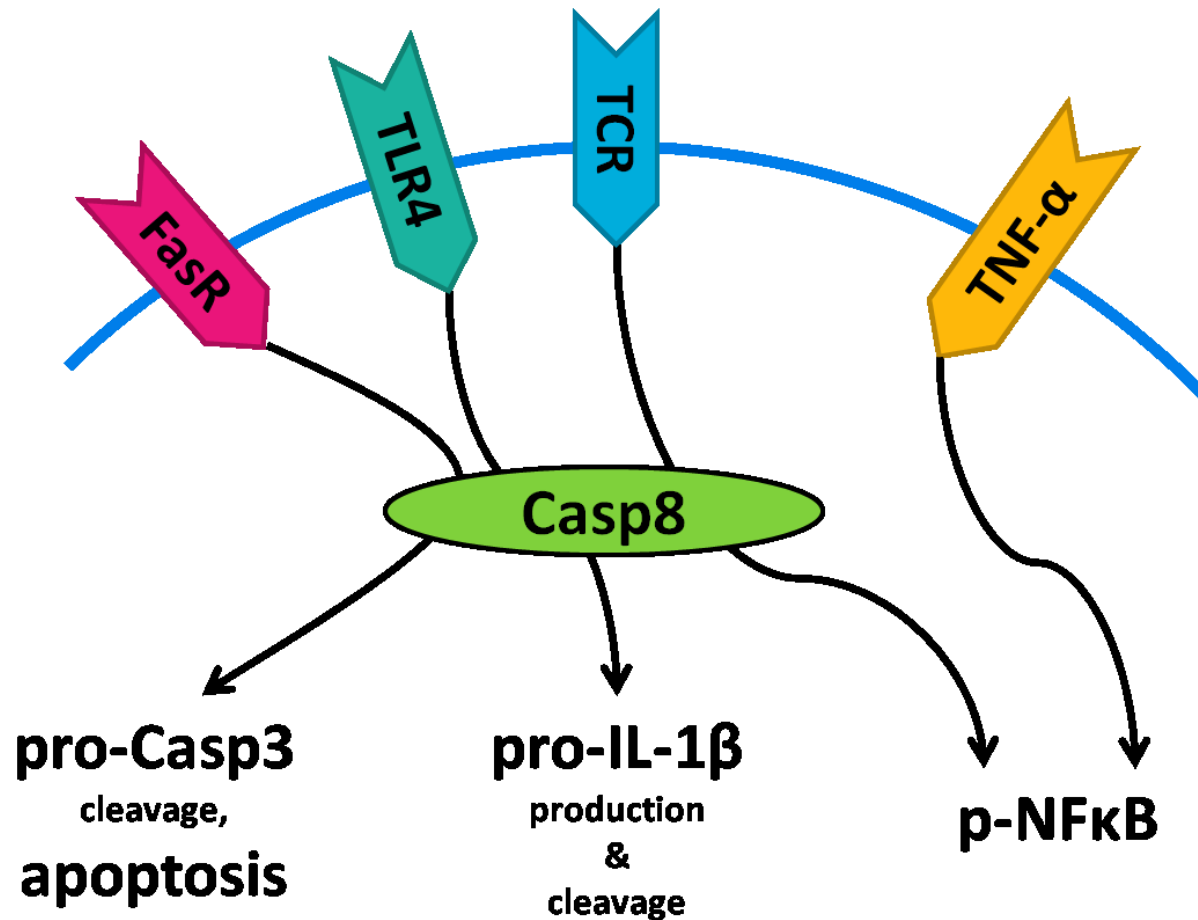 FasR
TLR4
TCR
TNF-α
Casp8
pro-Casp3
cleavage,
apoptosis
pro-IL-1β
production
&
cleavage
p-NFκB